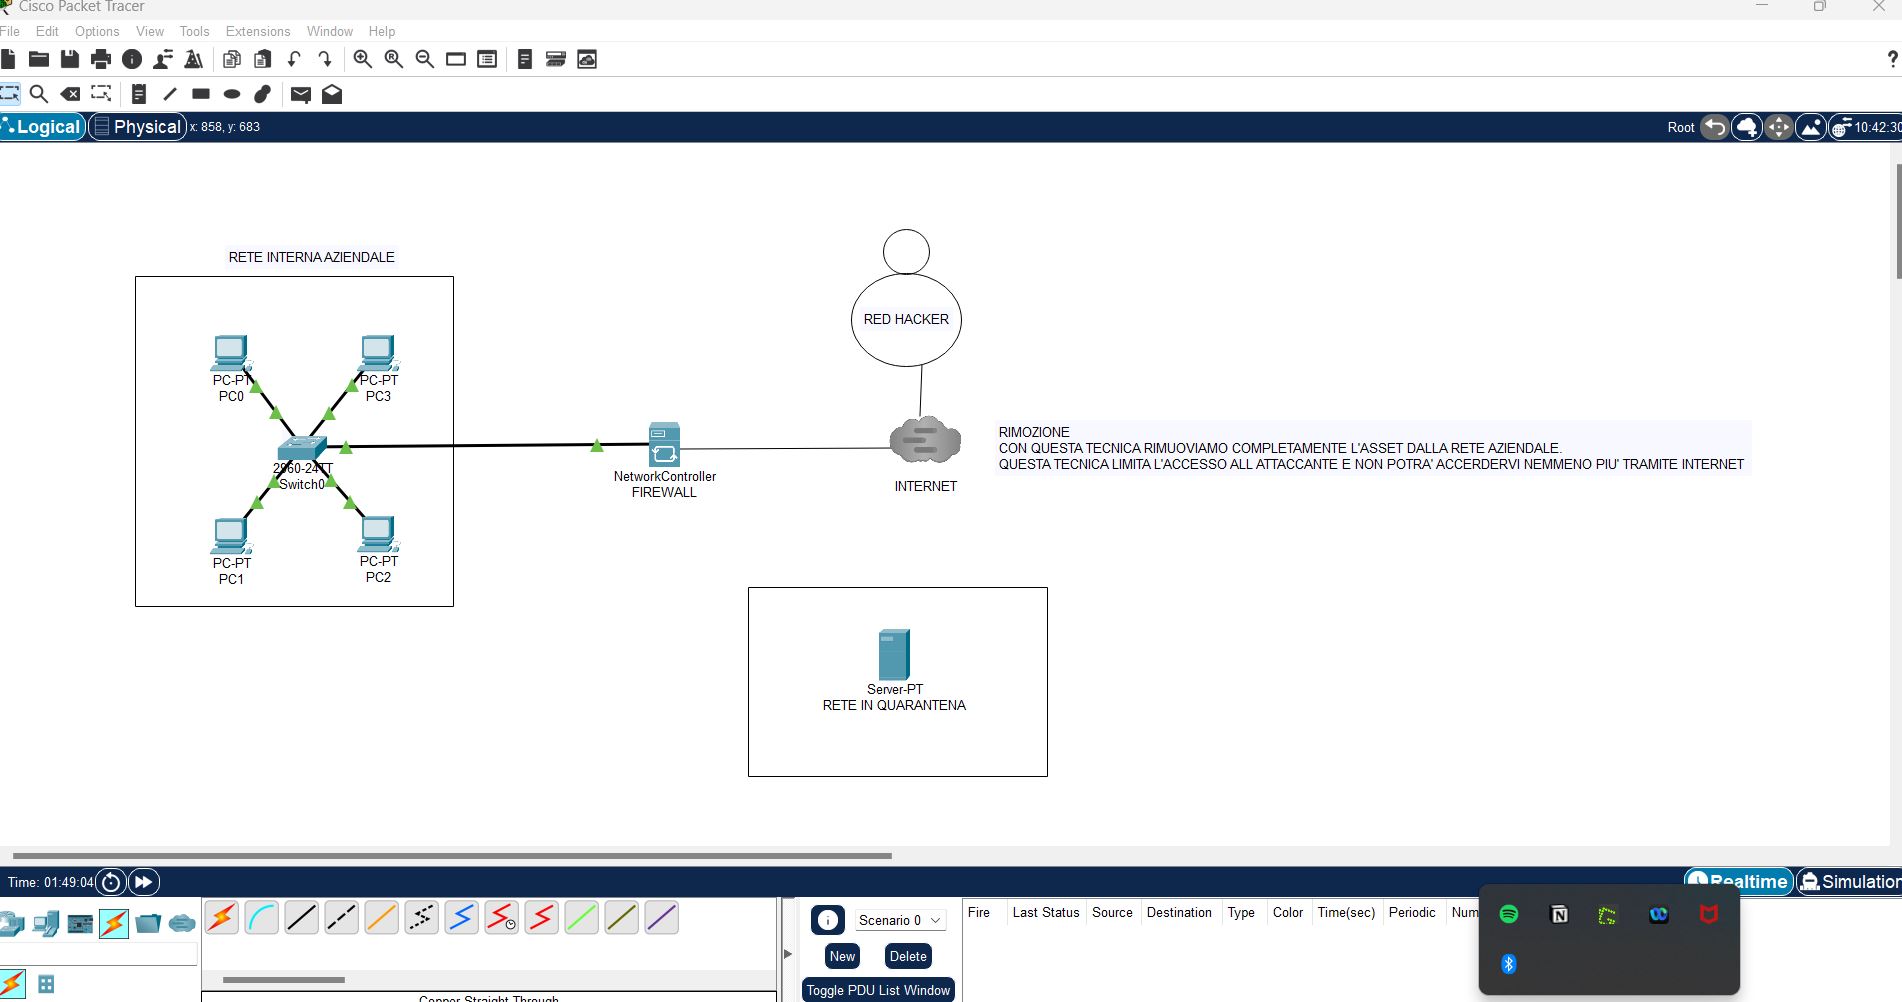 Cisco Packet Tracer
File Edit Options View Tools Extensions Window Help
Logical Physical x: 858, y: 683 Root 10:42:30
RETE INTERNA AZIENDALE
RED HACKER
PC-PT
PC0
PC-PT
PC3
2960-24TT
Switch0
NetworkController
FIREWALL
INTERNET
RIMOZIONE
CON QUESTA TECNICA RIMUOVIAMO COMPLETAMENTE L'ASSET DALLA RETE AZIENDALE.
QUESTA TECNICA LIMITA L'ACCESSO ALL ATTACCANTE E NON POTRA' ACCERDERVI NEMMENO PIU' TRAMITE INTERNET
PC-PT
PC1
PC-PT
PC2
Server-PT
RETE IN QUARANTENA
Time: 01:49:04
Realtime Simulation
Scenario 0
New Delete
Toggle PDU List Window
Fire Last Status Source Destination Type Color Time(sec) Periodic Num
Copper Straight-Through